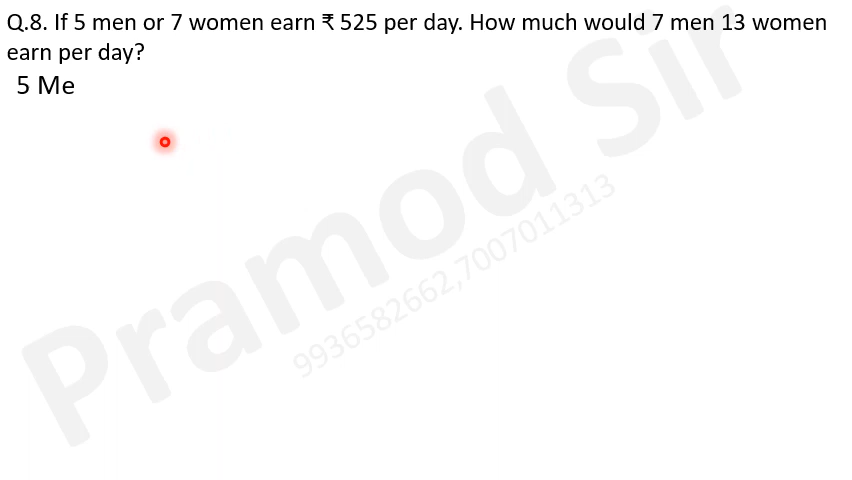 Q.8. If 5 men or 7 women earn ₹ 525 per day. How much would 7 men 13 women
earn per day?
5 Me
Pramod Sir
9936582662,7007011313